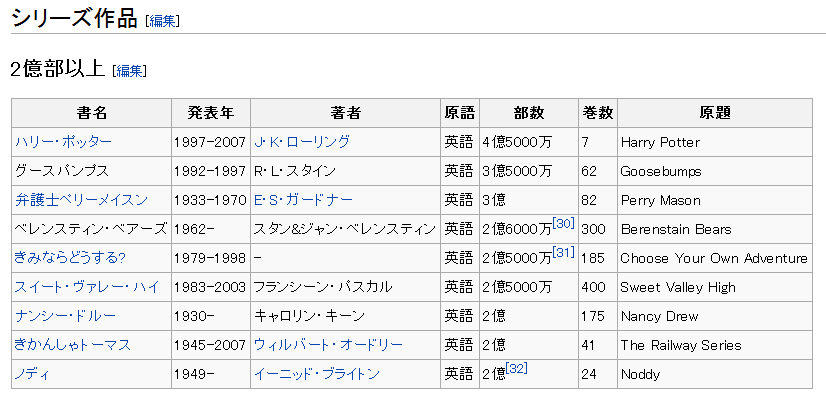 シリーズ作品 [編集]
2億部以上 [編集]
書名 発表年 著者 原語 部数 巻数 原題
ハリー・ポッター 1997-2007 J・K・ローリング 英語 4億5000万 7 Harry Potter
グースバンプス 1992-1997 R・L・スタイン 英語 3億5000万 62 Goosebumps
弁護士ペリーメイスン 1933-1970 E・S・ガードナー 英語 3億 82 Perry Mason
ベレンスティン・ベアーズ 1962- スタン&ジャン・ベレンスティン 英語 2億6000万[30] 300 Berenstain Bears
きみならどうする? 1979-1998 - 英語 2億5000万[31] 185 Choose Your Own Adventure
スイート・ヴァレー・ハイ 1983-2003 フランシーン・パスカル 英語 2億5000万 400 Sweet Valley High
ナンシー・ドルー 1930- キャロリン・キーン 英語 2億 175 Nancy Drew
きかんしゃトーマス 1945-2007 ウィルバート・オードリー 英語 2億 41 The Railway Series
ノディ 1949- イーニッド・ブライトン 英語 2億[32] 24 Noddy